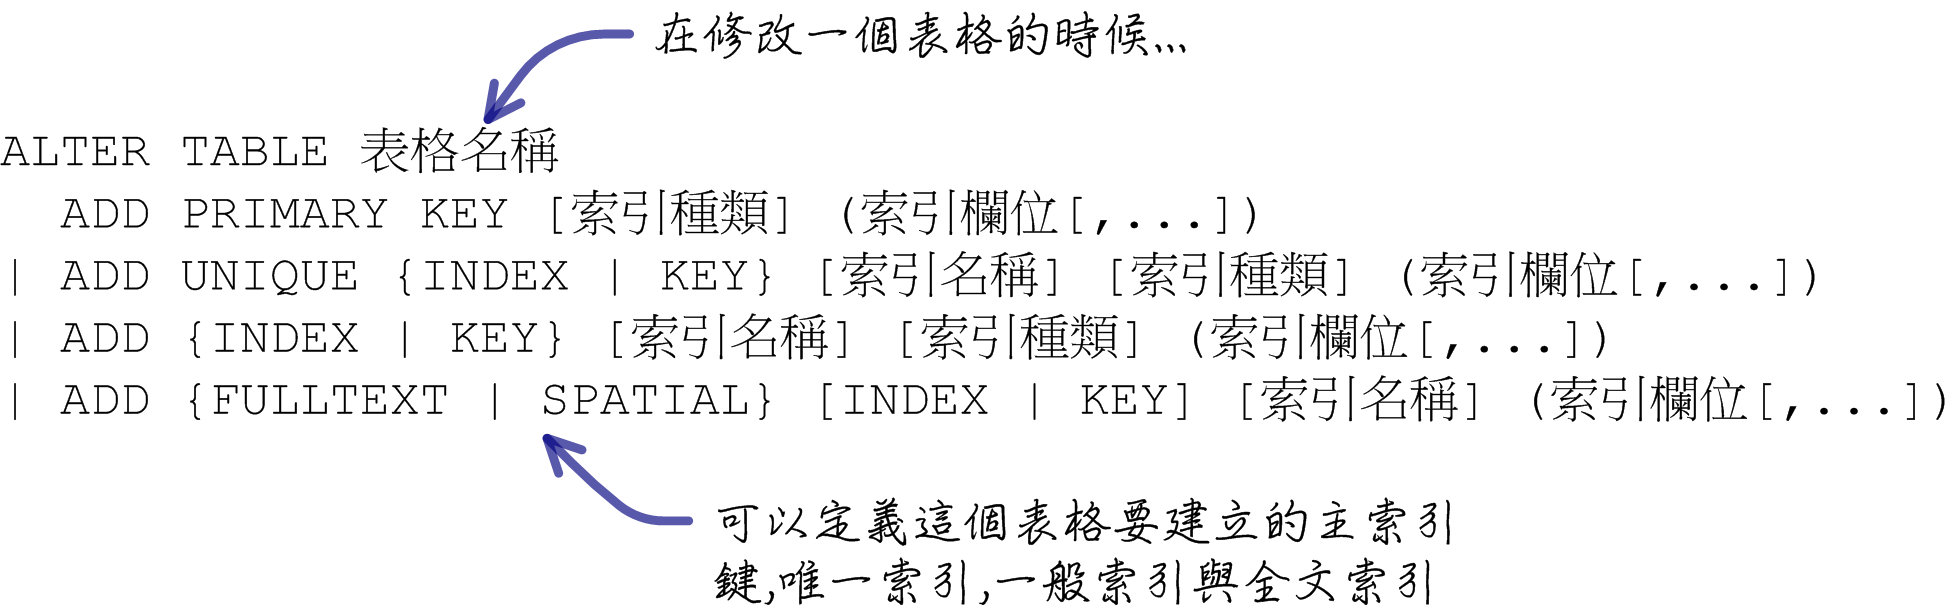 在修改一個表格的時候...
ALTER TABLE 表格名稱
ADD PRIMARY KEY [索引種類] (索引欄位[,...])
| ADD UNIQUE {INDEX | KEY} [索引名稱] [索引種類] (索引欄位[,...])
| ADD {INDEX | KEY} [索引名稱] [索引種類] (索引欄位[,...])
| ADD {FULLTEXT | SPATIAL} [INDEX | KEY] [索引名稱] (索引欄位[,...])
可以定義這個表格要建立的主索引
鍵,唯一索引,一般索引與全文索引